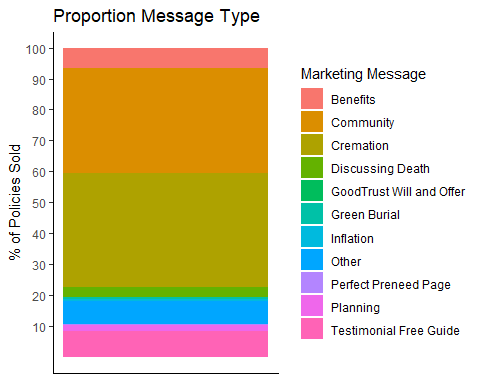 Proportion Message Type
% of Policies Sold
100
90
80
70
60
50
40
30
20
10
Marketing Message
Benefits
Community
Cremation
Discussing Death
GoodTrust Will and Offer
Green Burial
Inflation
Other
Perfect Preneed Page
Planning
Testimonial Free Guide